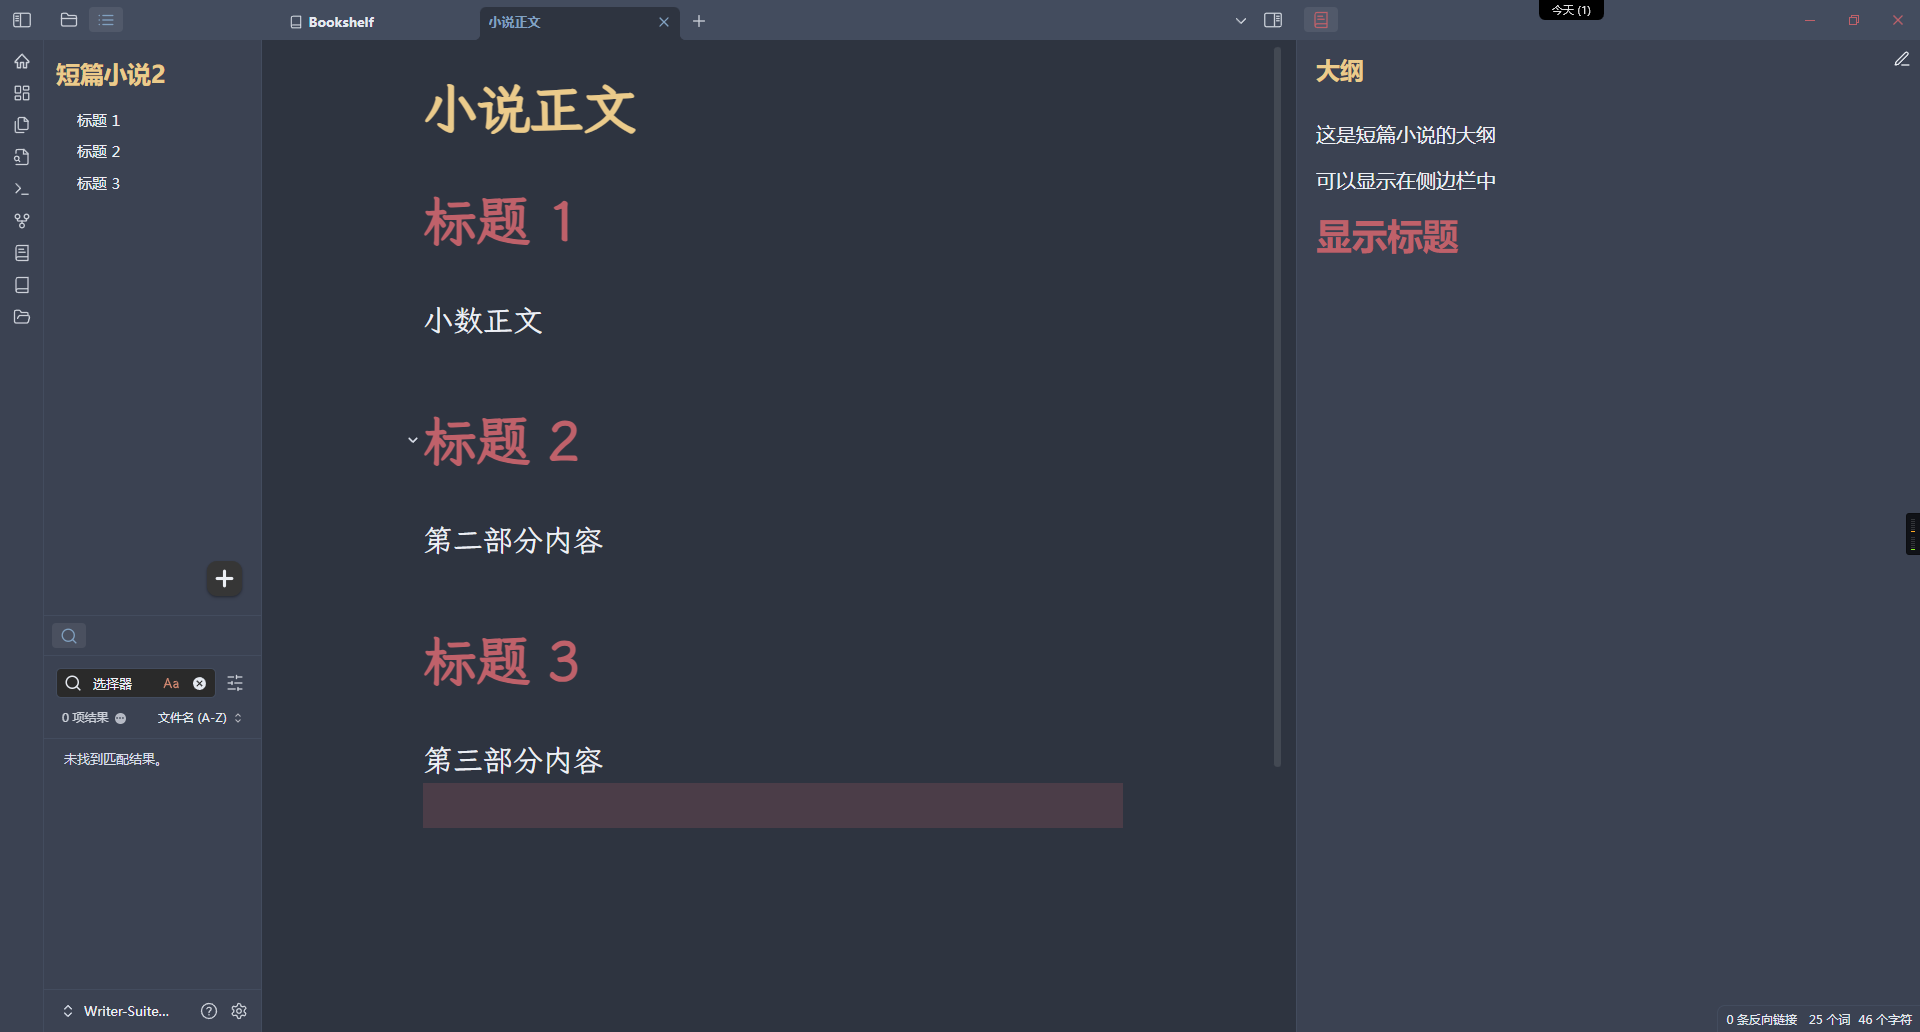 Bookshelf
小说正文
今天 (1)
短篇小说2
标题 1
标题 2
标题 3
选择器
Aa
0 项结果
文件名 (A-Z)
未找到匹配结果。
Writer-Suite...
小说正文
标题 1
小数正文
标题 2
第二部分内容
标题 3
第三部分内容
大纲
这是短篇小说的大纲
可以显示在侧边栏中
显示标题
0 条反向链接 25 个词 46 个字符